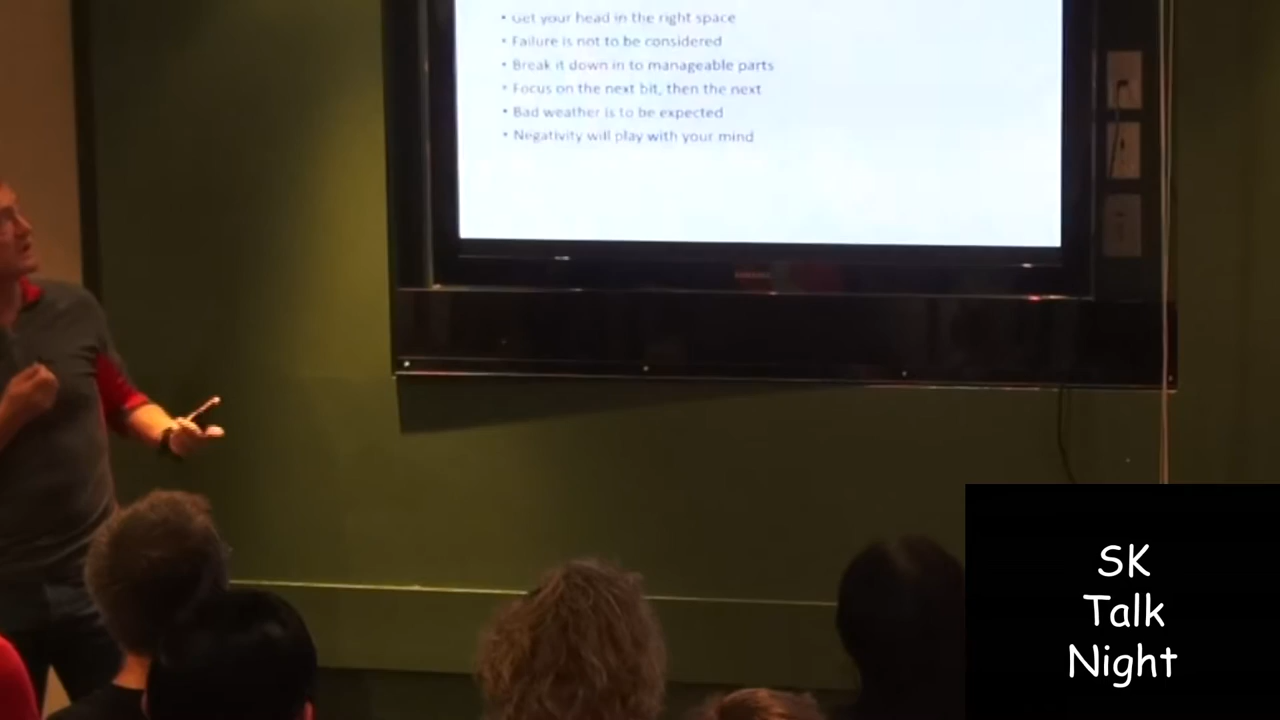 • Get your head in the right space
• Failure is not to be considered
• Break it down in to manageable parts
• Focus on the next bit, then the next
• Bad weather is to be expected
• Negativity will play with your mind
SAMSUNG
SK
Talk
Night